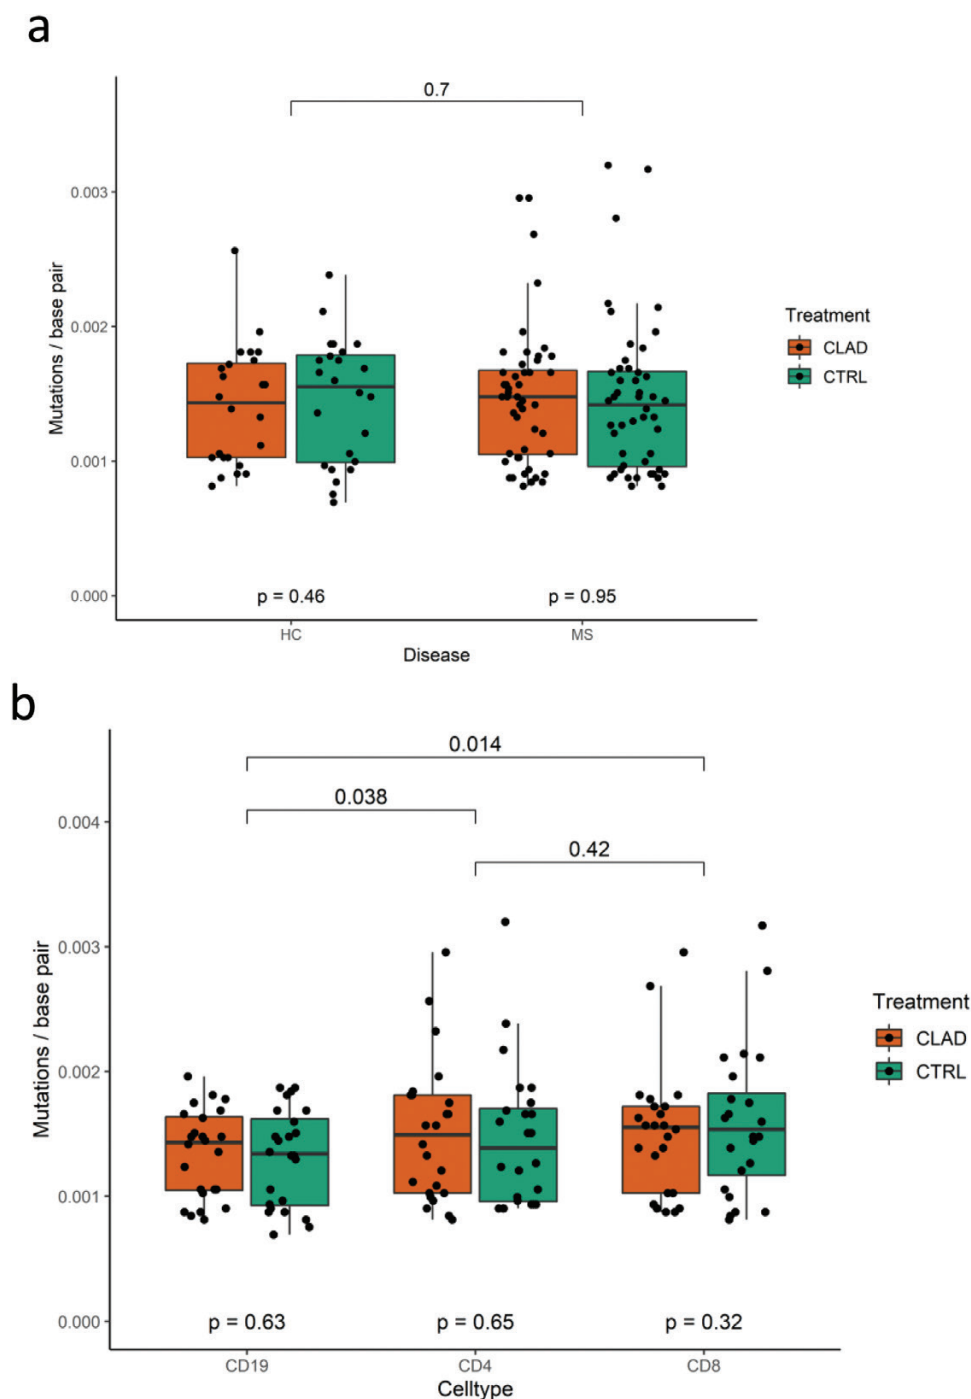 a
0.7
0.003
0.002
0.001
0.000
Mutations / base pair
p = 0.46
p = 0.95
HC
MS
Disease
Treatment
CLAD
CTRL
b
0.014
0.038
0.42
0.004
0.003
0.002
0.001
0.000
Mutations / base pair
p = 0.63
p = 0.65
p = 0.32
CD19
CD4
CD8
Celltype
Treatment
CLAD
CTRL